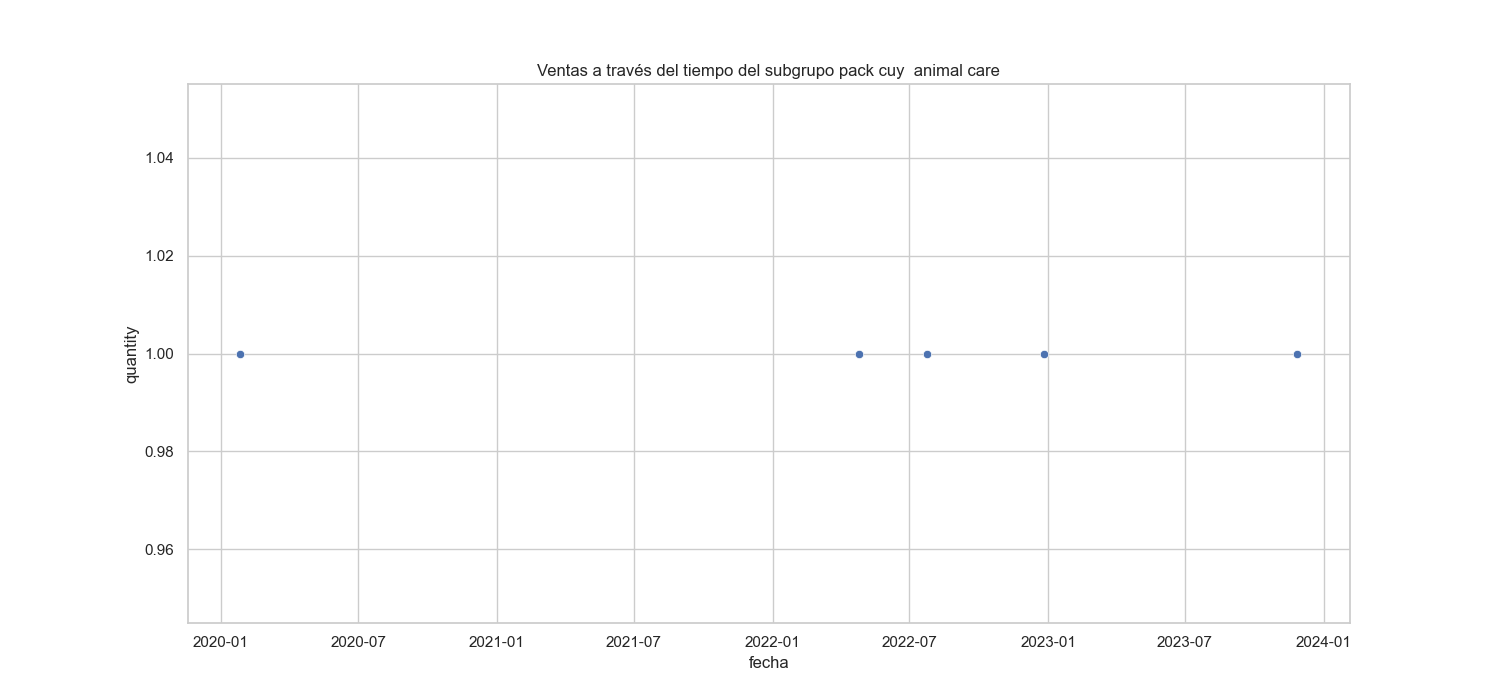 Ventas a través del tiempo del subgrupo pack cuy  animal care
1.04
1.02
1.00
0.98
0.96
quantity
2020-01 2020-07 2021-01 2021-07 2022-01 2022-07 2023-01 2023-07 2024-01
fecha